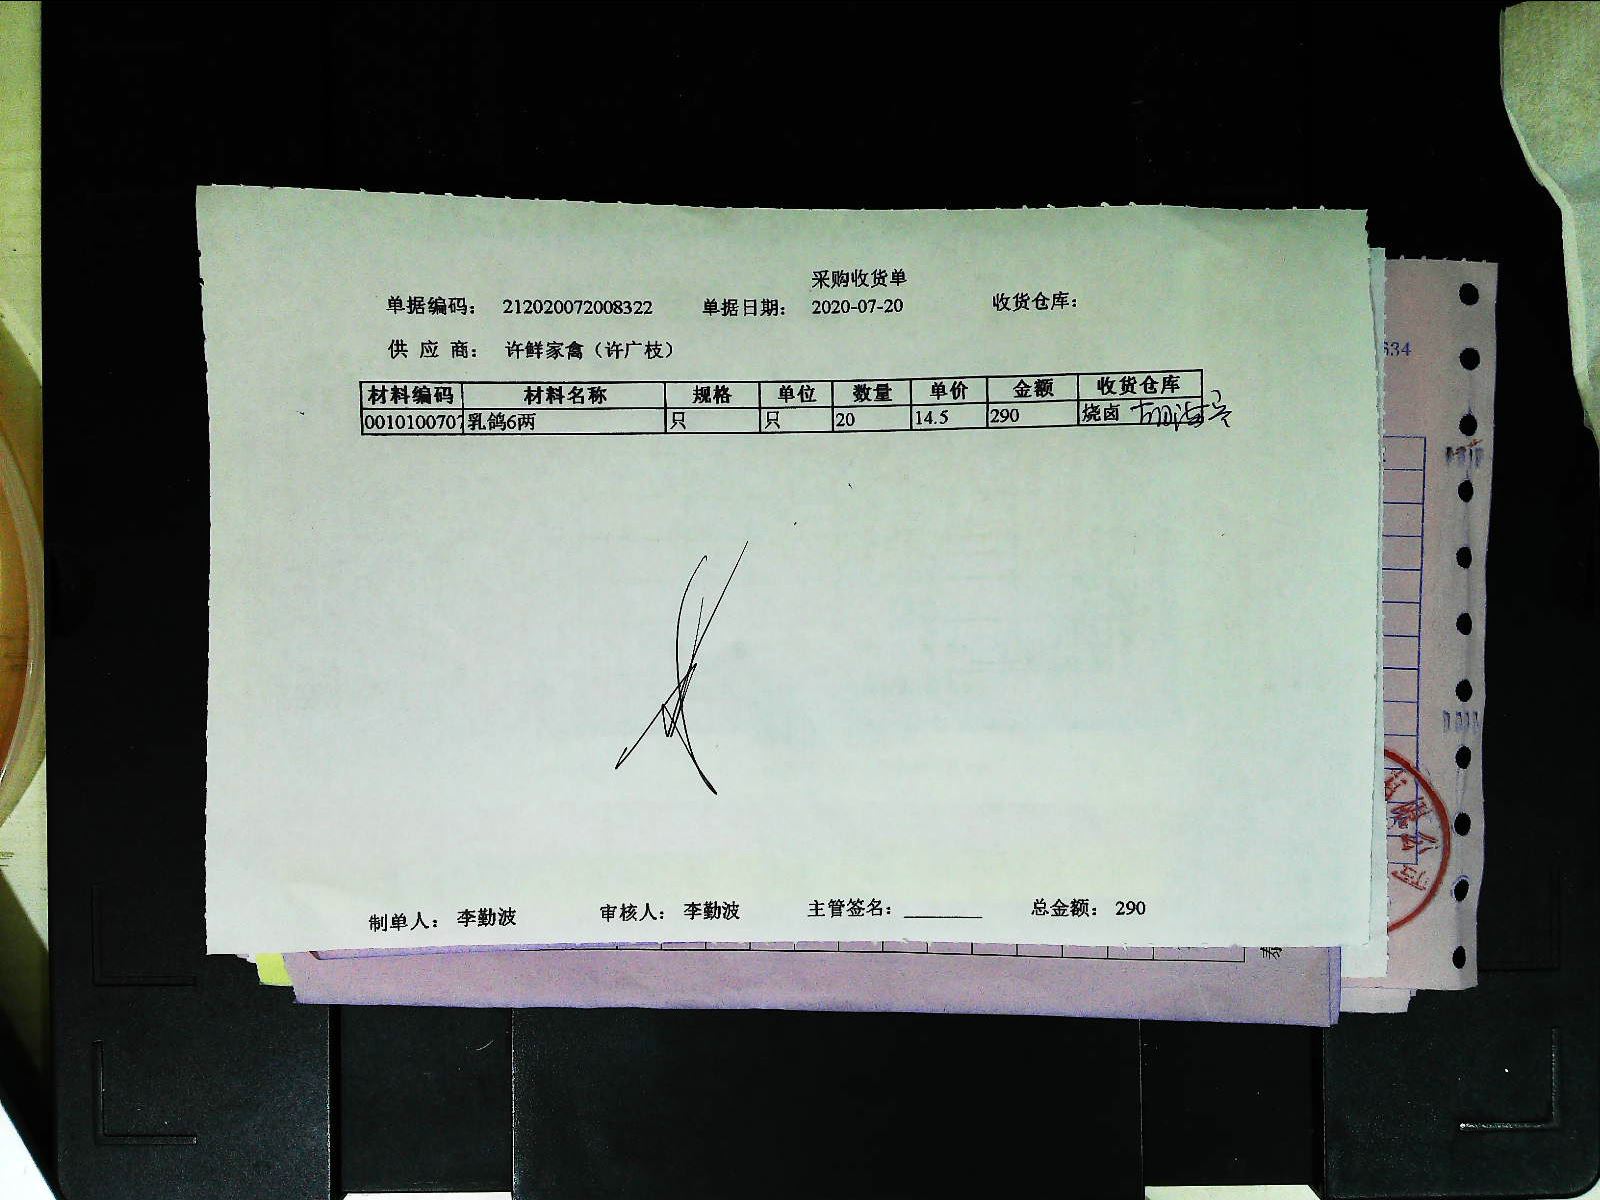 采购收货单
单据编码： 212020072008322 单据日期： 2020-07-20 收货仓库：
供 应 商： 许鲜家禽（许广枝）
材料编码 材料名称 规格 单位 数量 单价 金额 收货仓库
0010100707 乳鸽6两 只 只 20 14.5 290 烧卤
制单人： 李勤波 审核人： 李勤波 主管签名： 总金额： 290
634